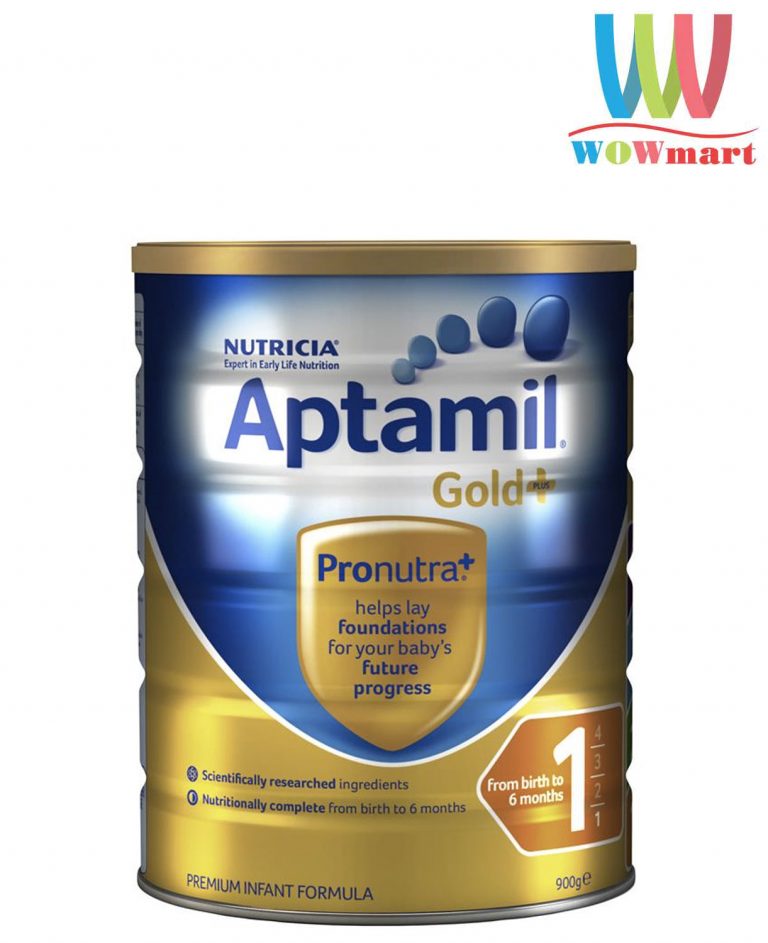 WOWmart
NUTRICIA®
Expert in Early Life Nutrition
Aptamil®
Gold+ PLUS
Pronutra+®
helps lay
foundations
for your baby's
future
progress
Scientifically researched ingredients
Nutritionally complete from birth to 6 months
From birth to
6 months
1
4
3
2
1
PREMIUM INFANT FORMULA
900g℮